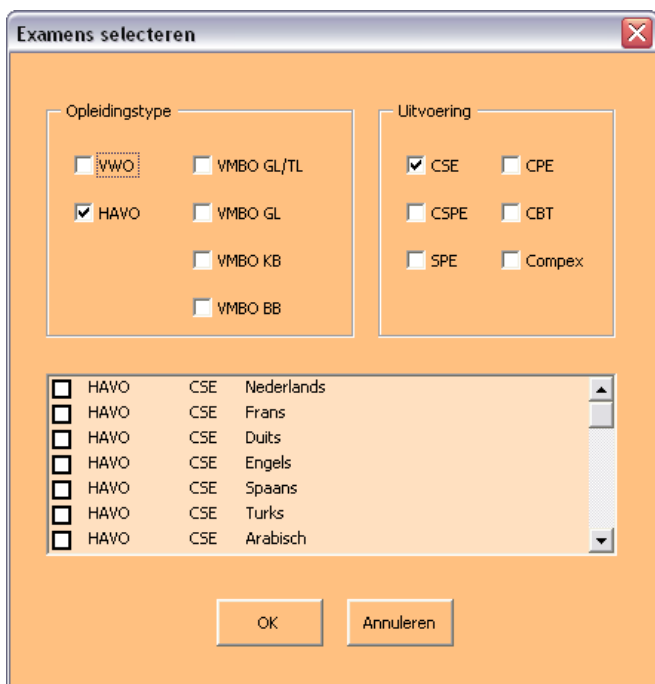 Examens selecteren
Opleidingstype
Uitvoering
VWO VMBO GL/TL
CSE CPE
HAVO VMBO GL
CSPE CBT
VMBO KB
SPE Compex
VMBO BB
HAVO CSE Nederlands
HAVO CSE Frans
HAVO CSE Duits
HAVO CSE Engels
HAVO CSE Spaans
HAVO CSE Turks
HAVO CSE Arabisch
OK Annuleren